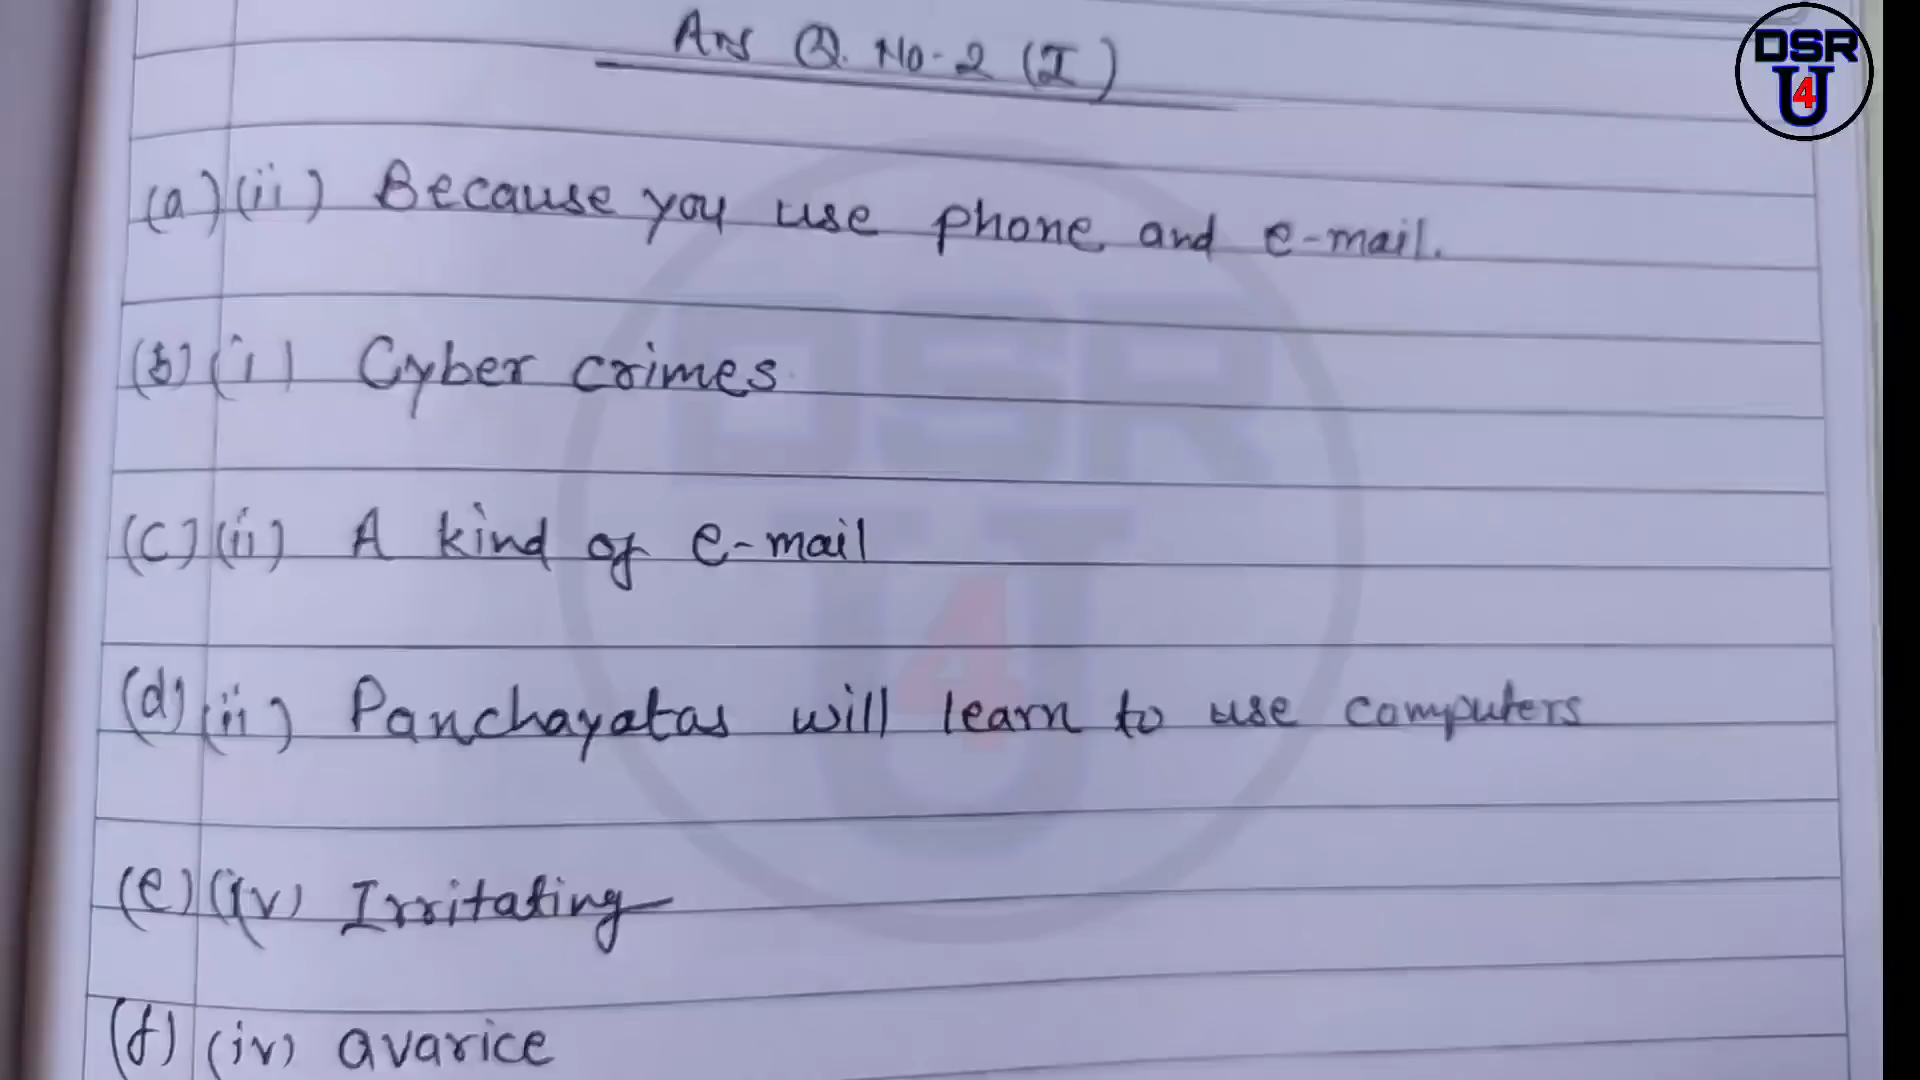 Ans Q. No-2 (I)
DSR
4
U
(a) (ii) Because you use phone and e-mail.
(b) (i) Cyber crimes
(c) (ii) A kind of e-mail
(d) (ii) Panchayatas will learn to use computers
(e) (iv) Irritating
(f) (iv) avarice